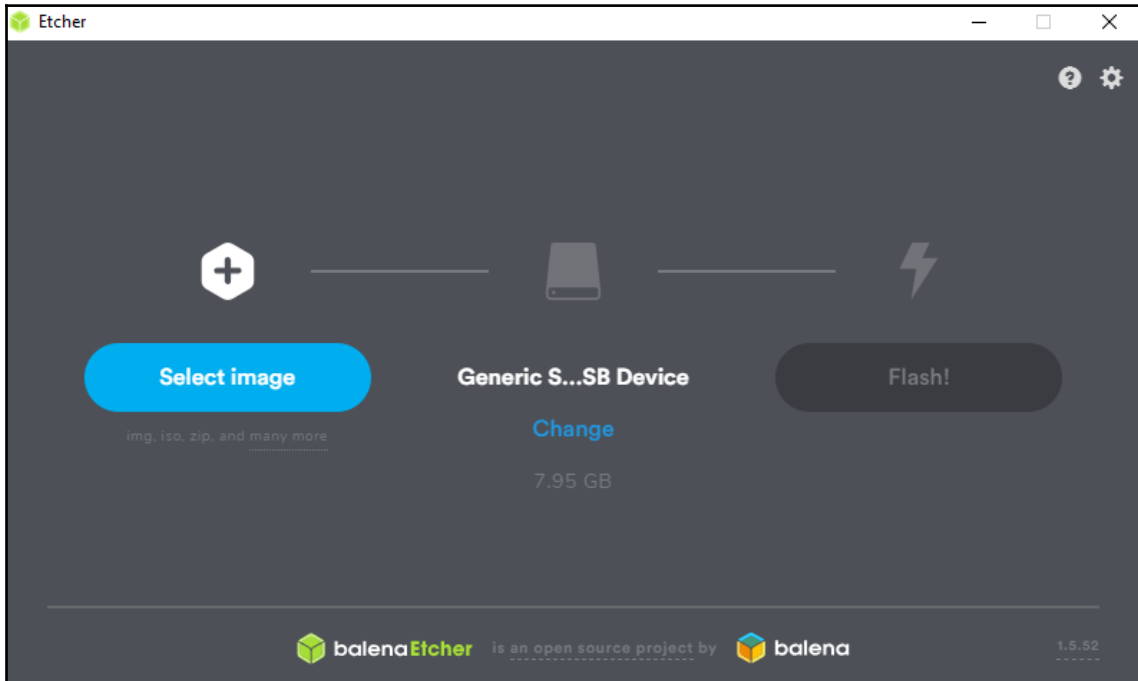 Etcher
Select image
Generic S...SB Device
Flash!
img, iso, zip, and many more
Change
7.95 GB
balenaEtcher is an open source project by balena
1.5.52